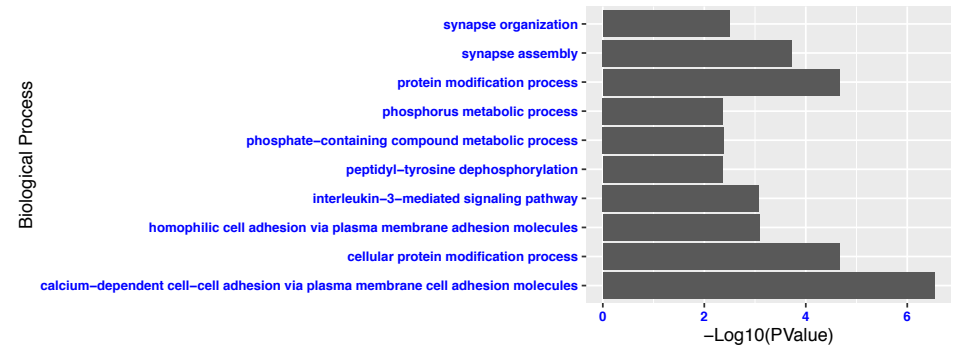 synapse organization
synapse assembly
protein modification process
phosphorus metabolic process
phosphate−containing compound metabolic process
peptidyl−tyrosine dephosphorylation
interleukin−3−mediated signaling pathway
homophilic cell adhesion via plasma membrane adhesion molecules
cellular protein modification process
calcium−dependent cell−cell adhesion via plasma membrane cell adhesion molecules
Biological Process
0 2 4 6
−Log10(PValue)